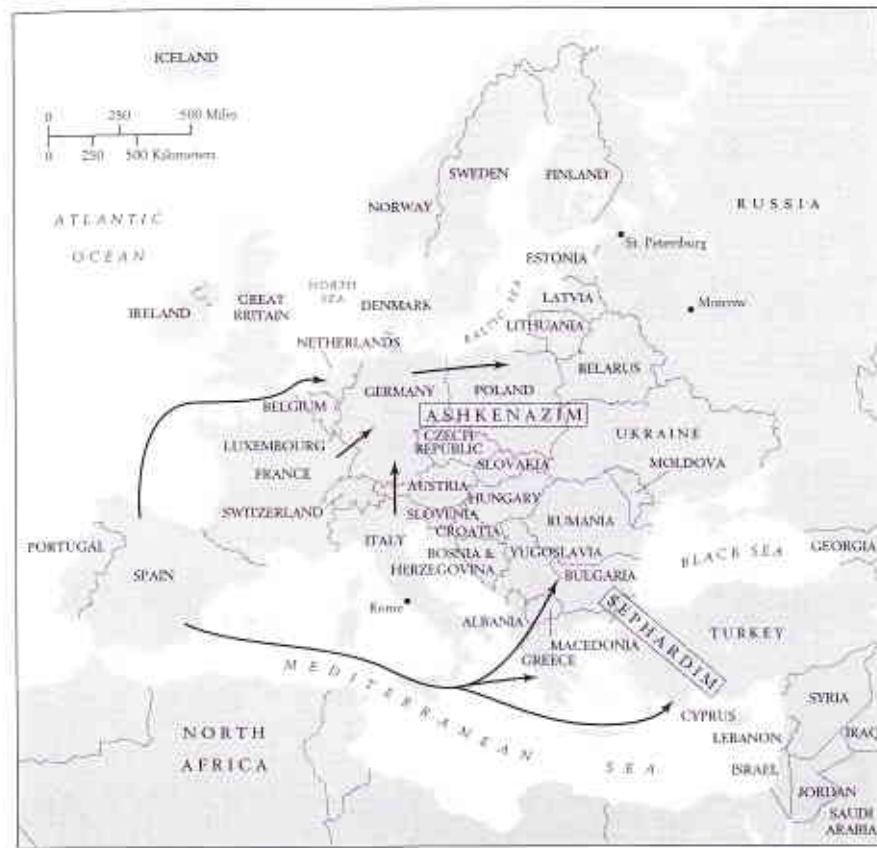 ICELAND
0 250 500 Miles
0 250 500 Kilometers
ATLANTIC
OCEAN
SWEDEN
FINLAND
NORWAY
RUSSIA
St. Petersburg
ESTONIA
NORTH
SEA
DENMARK
BALTIC SEA
LATVIA
Moscow
IRELAND
GREAT
BRITAIN
LITHUANIA
NETHERLANDS
BELARUS
GERMANY
POLAND
BELGIUM
ASHKENAZIM
LUXEMBOURG
CZECH
REPUBLIC
UKRAINE
SLOVAKIA
MOLDOVA
FRANCE
AUSTRIA
HUNGARY
SWITZERLAND
SLOVENIA
RUMANIA
CROATIA
PORTUGAL
ITALY
BOSNIA &
HERZEGOVINA
YUGOSLAVIA
BLACK SEA
GEORGIA
SPAIN
BULGARIA
Rome
SEPHARDIM
ALBANIA
MACEDONIA
TURKEY
GREECE
MEDITERRANEAN
SEA
SYRIA
CYPRUS
NORTH
AFRICA
LEBANON
IRAQ
ISRAEL
JORDAN
SAUDI
ARABIA